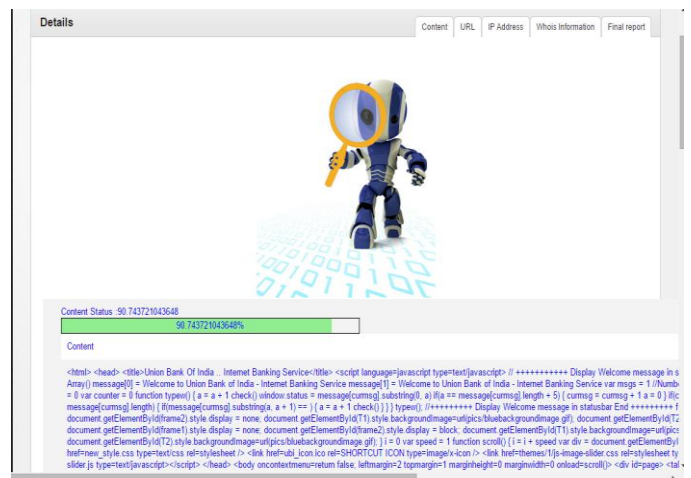 Details
Content URL IP Address Whois Information Final report
Content Status :90.743721043648
90.743721043648%
Content
<html> <head> <title>Union Bank Of India .. Internet Banking Service</title> <script language=javascript type=text/javascript> // +++++++++++ Display Welcome message in s
Array() message[0] = Welcome to Union Bank of India - Internet Banking Service message[1] = Welcome to Union Bank of India - Internet Banking Service var msgs = 1 //Numb
= 0 var counter = 0 function typew() { a = a + 1 check() window.status = message[curmsg].substring(0, a) if(a == message[curmsg].length + 5) { curmsg = curmsg + 1 a = 0 } if(c
message[curmsg].length) { if(message[curmsg].substring(a, a + 1) == ) { a = a + 1 check() } } } typew(); //+++++++++ Display Welcome message in statusbar End +++++++++ f
document.getElementById(frame2).style.display = none; document.getElementById(T1).style.backgroundImage=url(pics/bluebackgroundimage.gif); document.getElementById(T2
document.getElementById(frame1).style.display = none; document.getElementById(frame2).style.display = block; document.getElementById(T1).style.backgroundImage=url(pics
document.getElementById(T2).style.backgroundImage=url(pics/bluebackgroundimage.gif); } i = 0 var speed = 1 function scroll() { i = i + speed var div = document.getElementByI
href=new_style.css type=text/css rel=stylesheet /> <link href=ubi_icon.ico rel=SHORTCUT ICON type=image/x-icon /> <link href=themes/1/js-image-slider.css rel=stylesheet ty
slider.js type=text/javascript></script> </head> <body oncontextmenu=return false; leftmargin=2 topmargin=1 marginheight=0 marginwidth=0 onload=scroll()> <div id=page> <tal